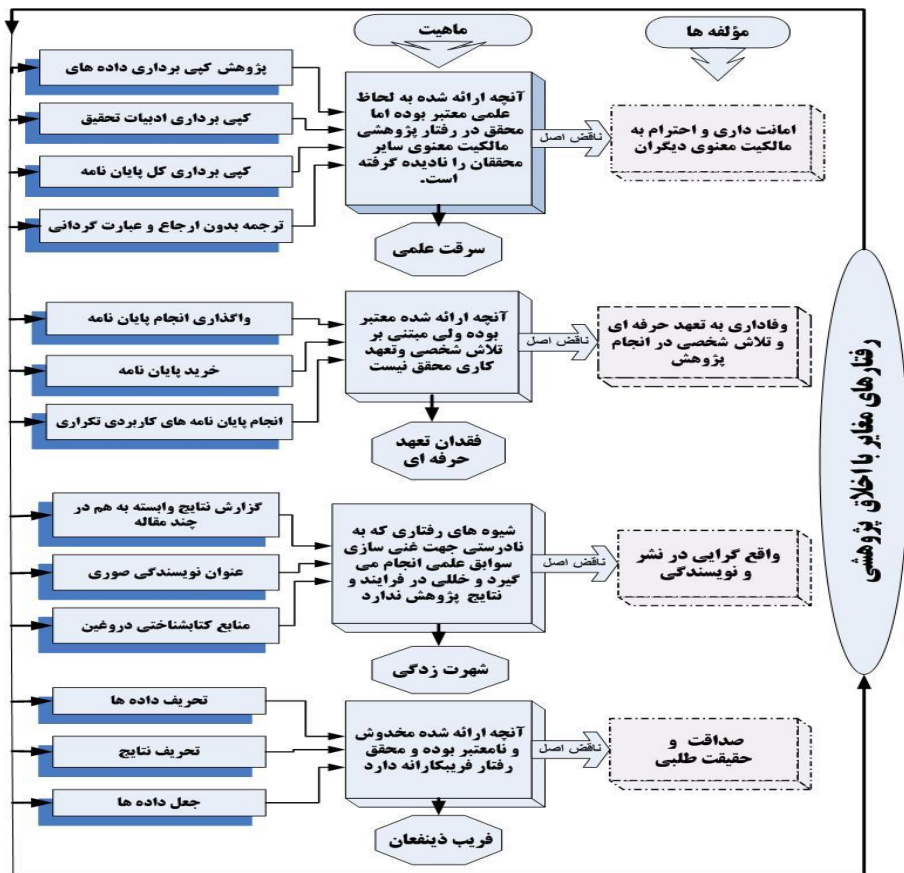 مؤلفه ها
ماهیت
رفتارهای مغایر با اخلاق پژوهشی
امانت داری و احترام به
مالکیت معنوی دیگران
ناقض اصل
آنچه ارائه شده به لحاظ
علمی معتبر بوده اما
محقق در رفتار پژوهشی
مالکیت معنوی سایر
محققان را نادیده گرفته
است.
سرقت علمی
پژوهش کپی برداری داده های
کپی برداری ادبیات تحقیق
کپی برداری کل پایان نامه
ترجمه بدون ارجاع و عبارت گردانی
وفاداری به تعهد حرفه ای
و تلاش شخصی در انجام
پژوهش
ناقض اصل
آنچه ارائه شده معتبر
بوده ولی مبتنی بر
تلاش شخصی وتعهد
کاری محقق نیست
فقدان تعهد
حرفه ای
واگذاری انجام پایان نامه
خرید پایان نامه
انجام پایان نامه های کاربردی تکراری
واقع گرایی در نشر
و نویسندگی
ناقض اصل
شیوه های رفتاری که به
نادرستی جهت غنی سازی
سوابق علمی انجام می
گیرد و خللی در فرایند و
نتایج پژوهش ندارد
شهرت زدگی
گزارش نتایج وابسته به هم در
چند مقاله
عنوان نویسندگی صوری
منابع کتابشناختی دروغین
صداقت و
حقیقت طلبی
ناقض اصل
آنچه ارائه شده مخدوش
و نامعتبر بوده و محقق
رفتار فریبکارانه دارد
فریب ذینفعان
تحریف داده ها
تحریف نتایج
جعل داده ها